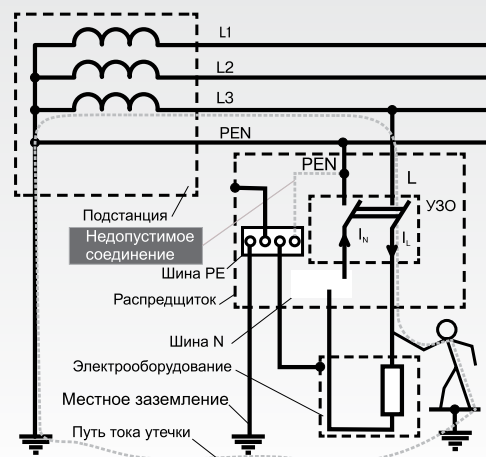 L1
L2
L3
PEN
PEN
L
УЗО
Подстанция
Недопустимое
соединение
I_N
I_L
Шина PE
Распредщиток
Шина N
Электрооборудование
Местное заземление
Путь тока утечки